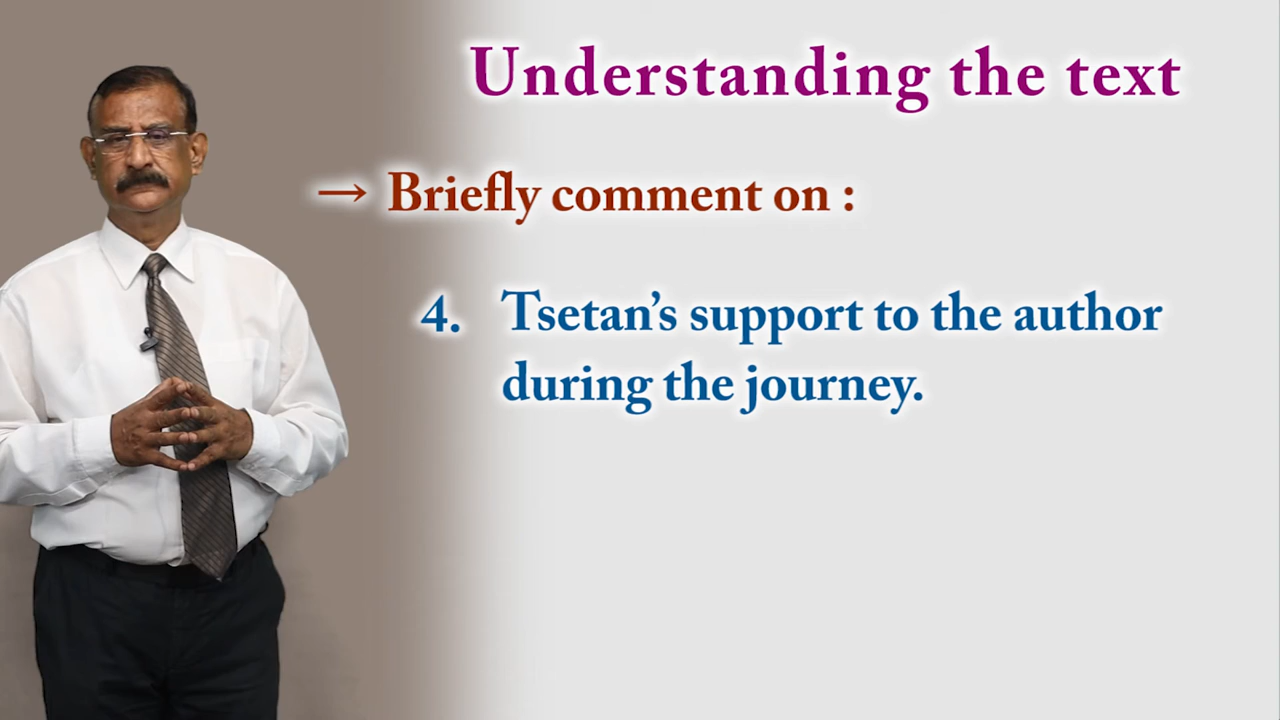 Understanding the text
→ Briefly comment on :
4. Tsetan's support to the author
during the journey.